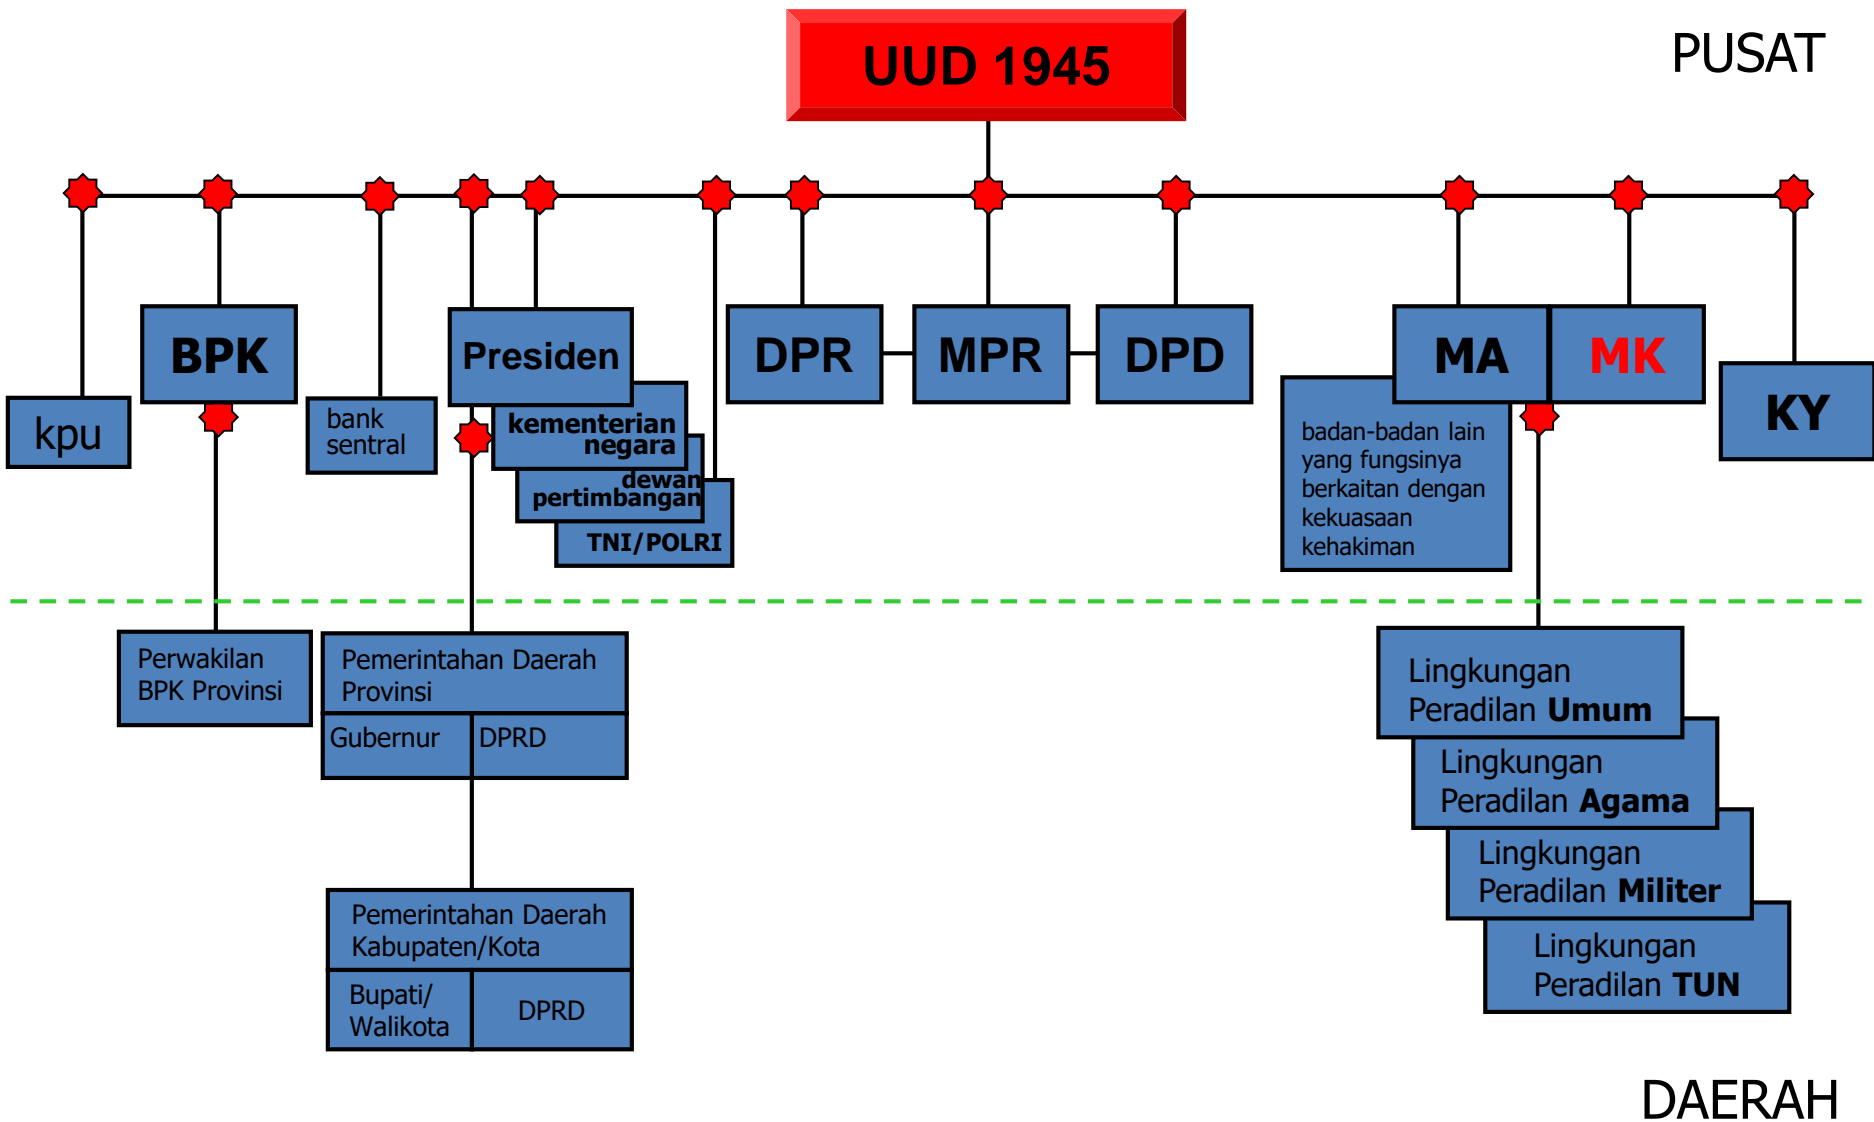 UUD 1945
PUSAT
kpu
BPK
bank
sentral
Presiden
kementerian
negara
dewan
pertimbangan
TNI/POLRI
DPR
MPR
DPD
MA
MK
KY
badan-badan lain
yang fungsinya
berkaitan dengan
kekuasaan
kehakiman
Perwakilan
BPK Provinsi
Pemerintahan Daerah
Provinsi
Gubernur
DPRD
Pemerintahan Daerah
Kabupaten/Kota
Bupati/
Walikota
DPRD
Lingkungan
Peradilan Umum
Lingkungan
Peradilan Agama
Lingkungan
Peradilan Militer
Lingkungan
Peradilan TUN
DAERAH